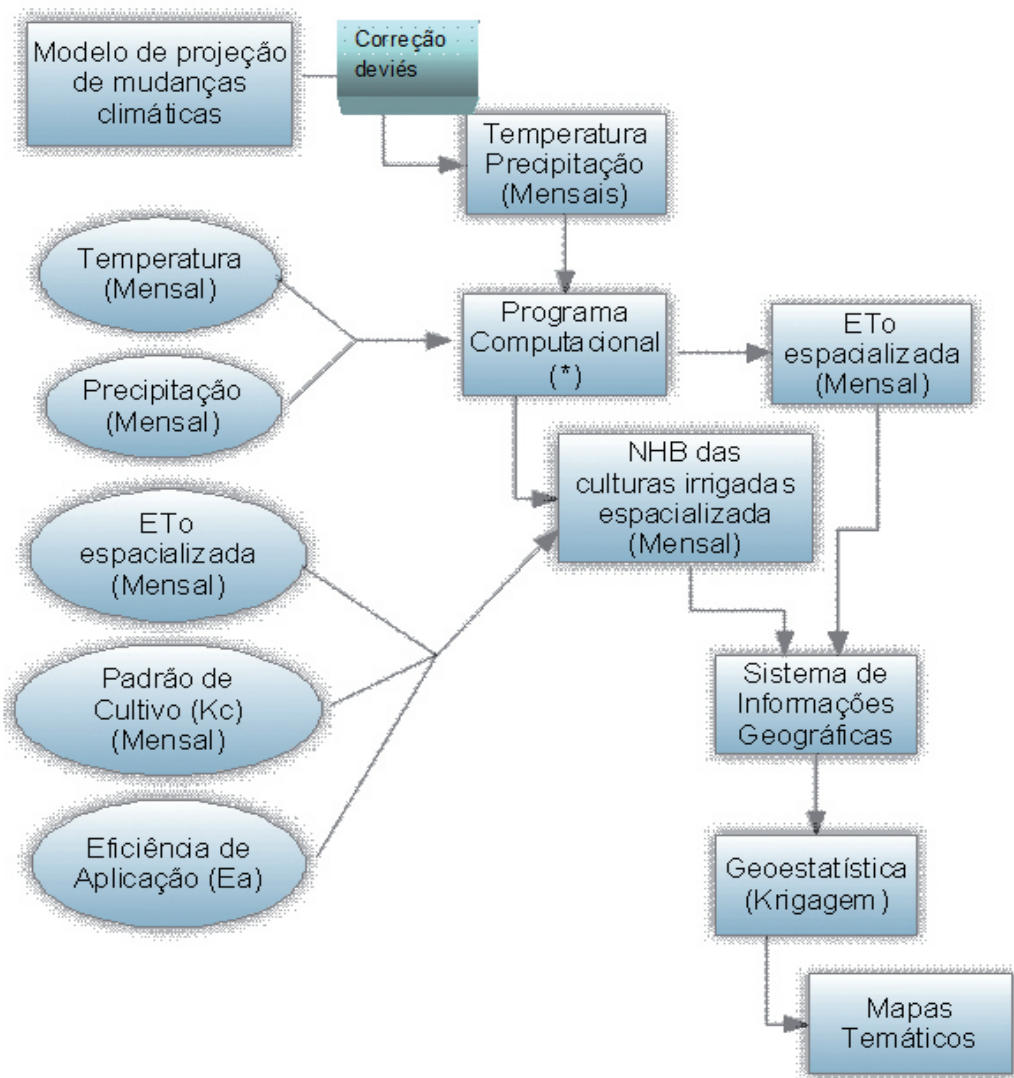 Modelo de projeção
de mudanças
climáticas
Correção
deviés
Temperatura
Precipitação
(Mensais)
Temperatura
(Mensal)
Precipitação
(Mensal)
Programa
Computacional
(*)
ETo
espacializada
(Mensal)
NHB das
culturas irrigadas
espacializada
(Mensal)
ETo
espacializada
(Mensal)
Padrão de
Cultivo (Kc)
(Mensal)
Eficiência de
Aplicação (Ea)
Sistema de
Informações
Geográficas
Geoestatística
(Krigagem)
Mapas
Temáticos